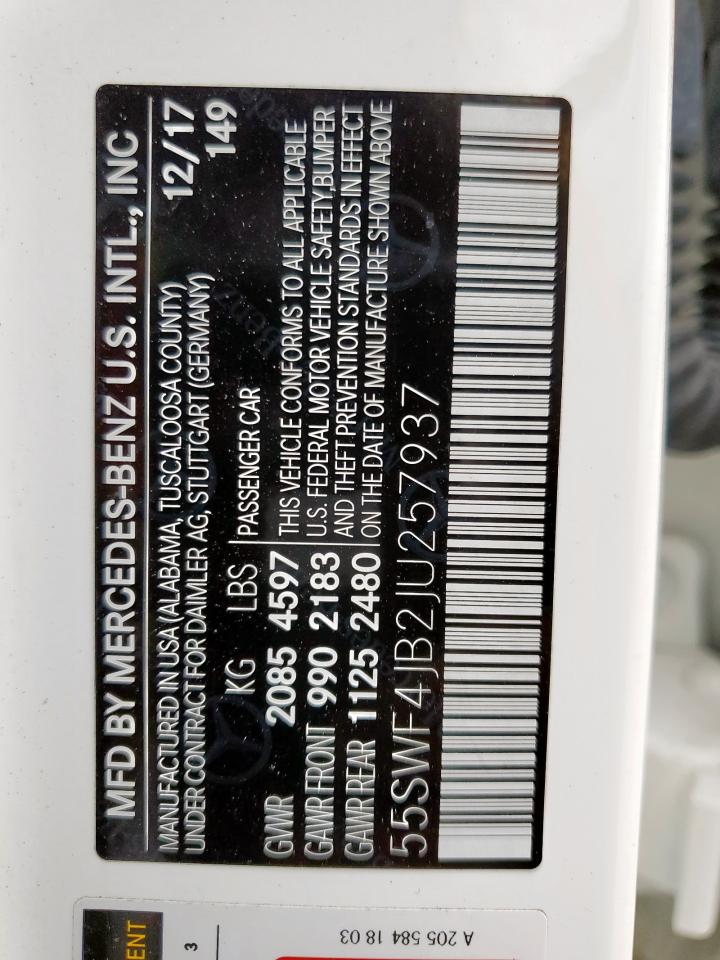 MFD BY MERCEDES-BENZ U.S. INTL., INC
MANUFACTURED IN USA (ALABAMA, TUSCALOOSA COUNTY) 12/17
UNDER CONTRACT FOR DAIMLER AG, STUTTGART (GERMANY) 149
KG LBS PASSENGER CAR
GVWR 2085 4597 THIS VEHICLE CONFORMS TO ALL APPLICABLE
GAWR FRONT 990 2183 U.S. FEDERAL MOTOR VEHICLE SAFETY,BUMPER
GAWR REAR 1125 2480 AND THEFT PREVENTION STANDARDS IN EFFECT
ON THE DATE OF MANUFACTURE SHOWN ABOVE
55SWF4JB2JU257937
ENT
3
A 205 584 18 03